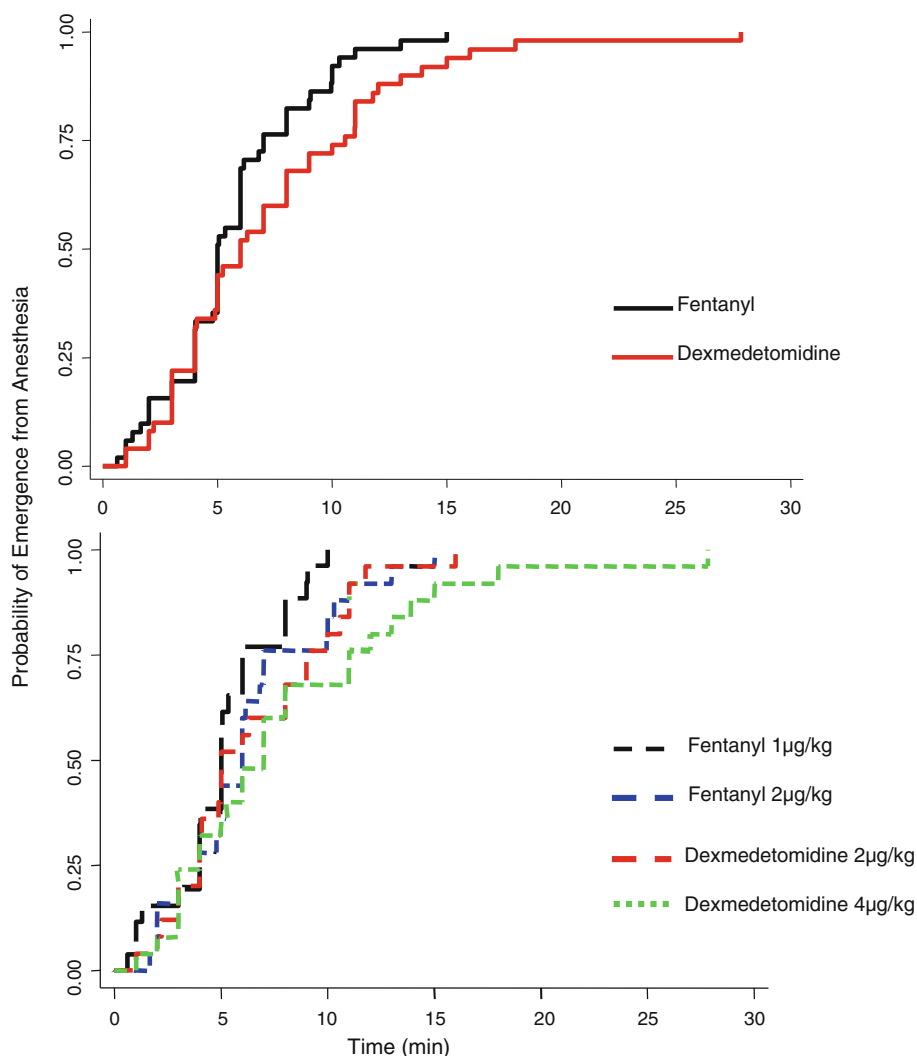 1.00
0.75
0.50
0.25
0.00
Fentanyl
Dexmedetomidine
0 5 10 15 20 25 30
Probability of Emergence from Anesthesia
1.00
0.75
0.50
0.25
0.00
Fentanyl 1µg/kg
Fentanyl 2µg/kg
Dexmedetomidine 2µg/kg
Dexmedetomidine 4µg/kg
0 5 10 15 20 25 30
Time (min)